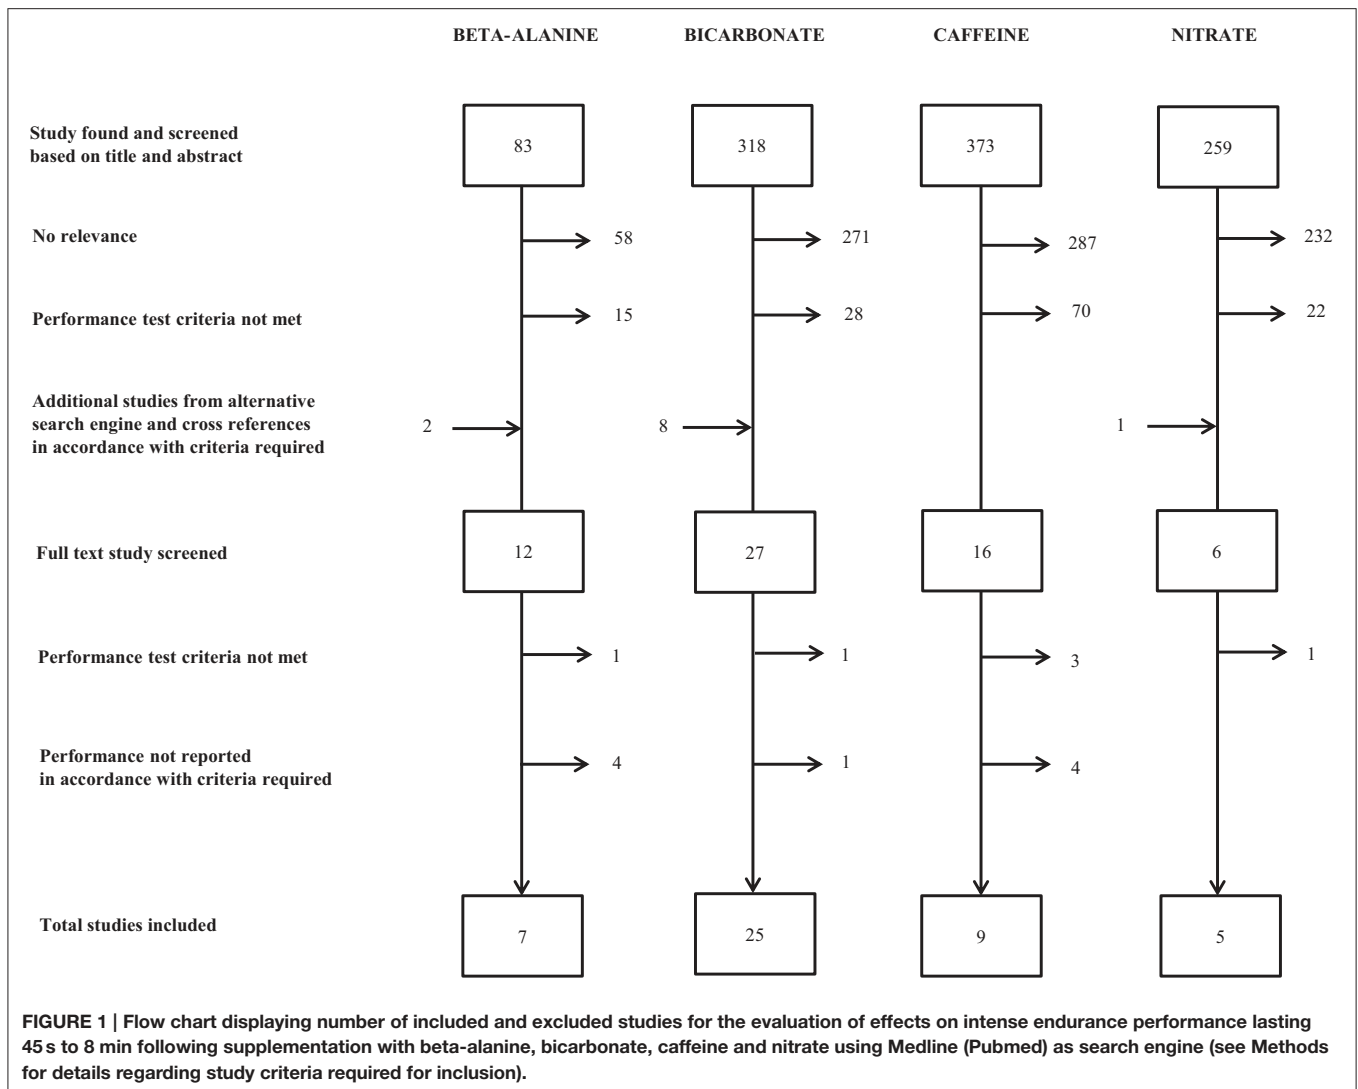 BETA-ALANINE BICARBONATE CAFFEINE NITRATE
Study found and screened
based on title and abstract
83 318 373 259
No relevance 58 271 287 232
Performance test criteria not met 15 28 70 22
Additional studies from alternative
search engine and cross references
in accordance with criteria required
2 8 1
Full text study screened 12 27 16 6
Performance test criteria not met 1 1 3 1
Performance not reported
in accordance with criteria required
4 1 4
Total studies included 7 25 9 5
FIGURE 1 | Flow chart displaying number of included and excluded studies for the evaluation of effects on intense endurance performance lasting
45 s to 8 min following supplementation with beta-alanine, bicarbonate, caffeine and nitrate using Medline (Pubmed) as search engine (see Methods
for details regarding study criteria required for inclusion).